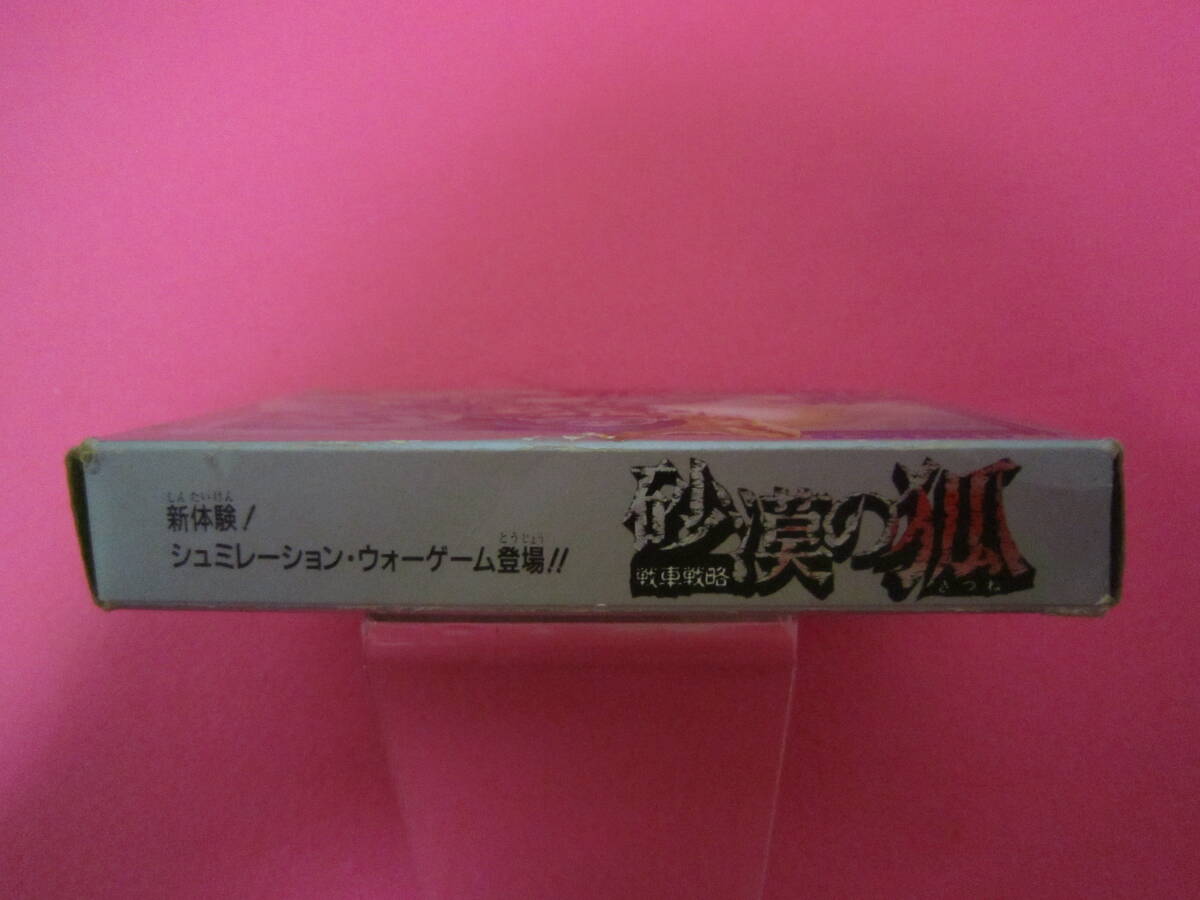 しんたいけん
新体験!
とうじょう
シュミレーション・ウォーゲーム登場!!
砂漠の狐
戦車戦略
きつね